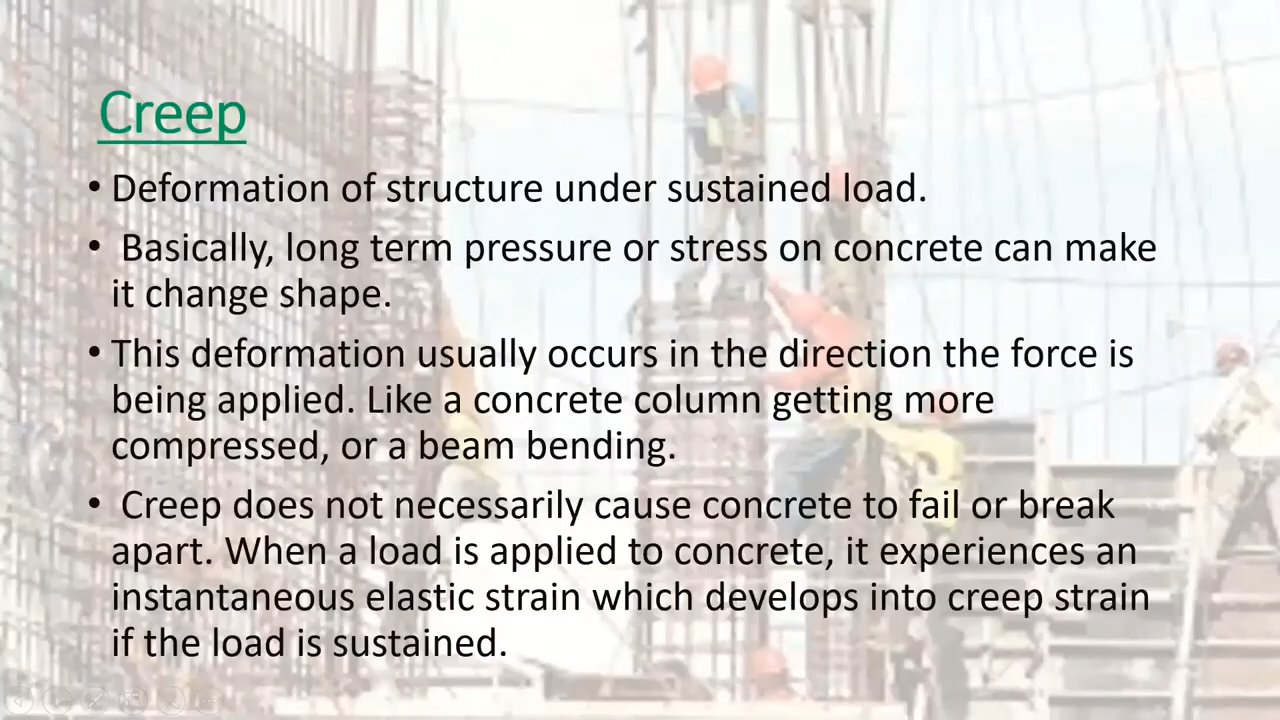 Creep
• Deformation of structure under sustained load.
• Basically, long term pressure or stress on concrete can make
it change shape.
• This deformation usually occurs in the direction the force is
being applied. Like a concrete column getting more
compressed, or a beam bending.
• Creep does not necessarily cause concrete to fail or break
apart. When a load is applied to concrete, it experiences an
instantaneous elastic strain which develops into creep strain
if the load is sustained.